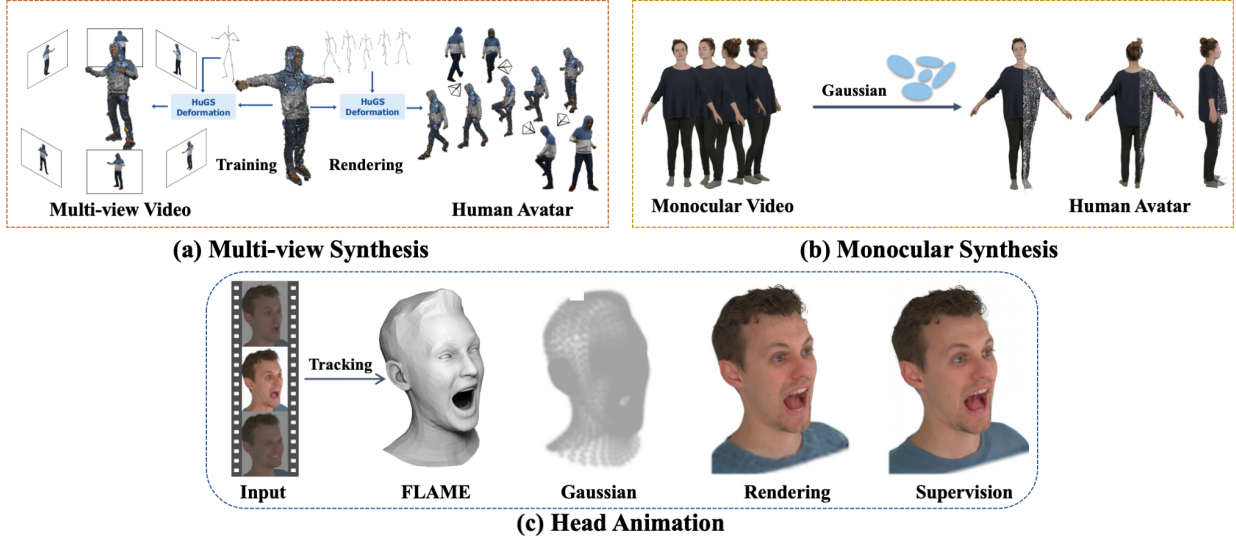 HuGS
Deformation
HuGS
Deformation
Training
Rendering
Multi-view Video
Human Avatar
(a) Multi-view Synthesis
Gaussian
Monocular Video
Human Avatar
(b) Monocular Synthesis
Tracking
Input
FLAME
Gaussian
Rendering
Supervision
(c) Head Animation